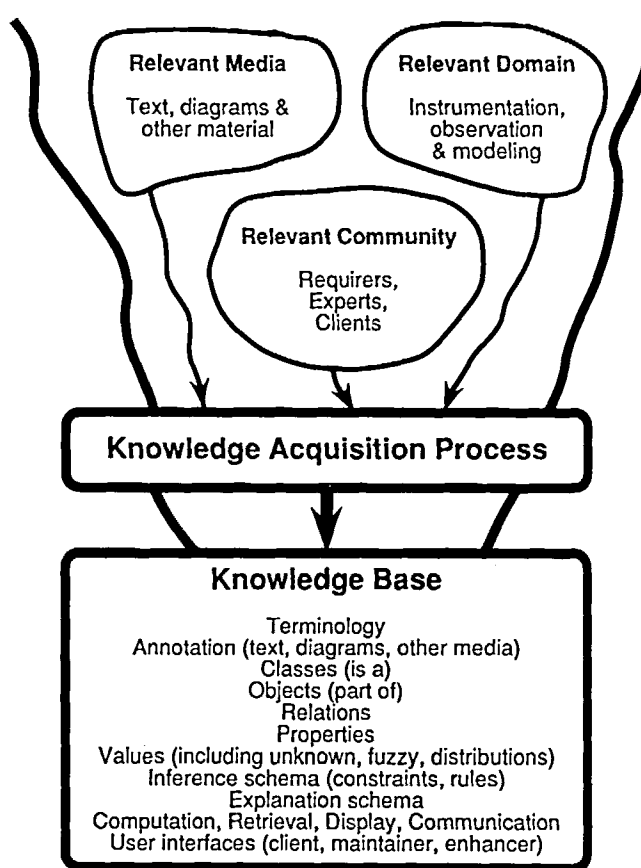 Relevant Media
Text, diagrams &
other material
Relevant Domain
Instrumentation,
observation
& modeling
Relevant Community
Requirers,
Experts,
Clients
Knowledge Acquisition Process
Knowledge Base
Terminology
Annotation (text, diagrams, other media)
Classes (is a)
Objects (part of)
Relations
Properties
Values (including unknown, fuzzy, distributions)
Inference schema (constraints, rules)
Explanation schema
Computation, Retrieval, Display, Communication
User interfaces (client, maintainer, enhancer)